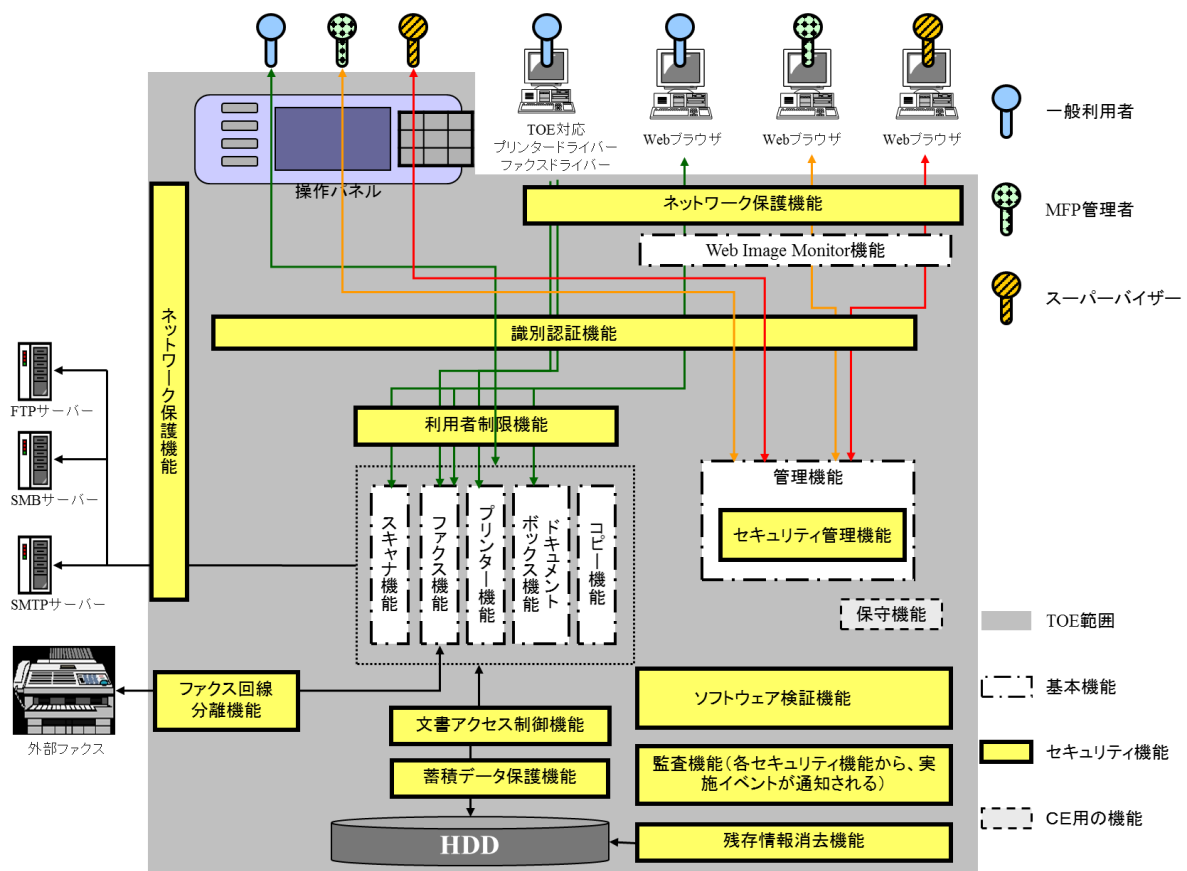 TOE対応
プリンタードライバー
ファクスドライバー
Webブラウザ
Webブラウザ
Webブラウザ
一般利用者
MFP管理者
スーパーバイザー
操作パネル
ネットワーク保護機能
Web Image Monitor機能
ネットワーク保護機能
識別認証機能
利用者制限機能
FTPサーバー
SMBサーバー
SMTPサーバー
スキャナ機能
ファクス機能
プリンター機能
ドキュメント
ボックス機能
コピー機能
管理機能
セキュリティ管理機能
保守機能
外部ファクス
ファクス回線
分離機能
文書アクセス制御機能
蓄積データ保護機能
HDD
ソフトウェア検証機能
監査機能(各セキュリティ機能から、実
施イベントが通知される)
残存情報消去機能
TOE範囲
基本機能
セキュリティ機能
CE用の機能